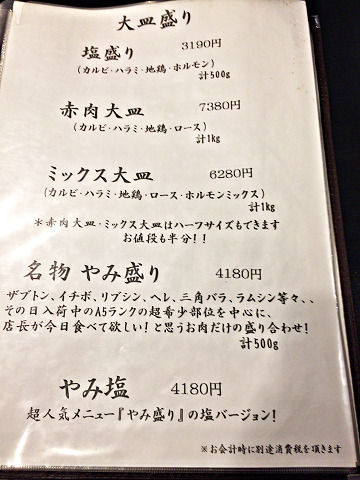 大皿盛り
塩盛り 3190円
(カルビ・ハラミ・地鶏・ホルモン)
計500g
赤肉大皿 7380円
(カルビ・ハラミ・地鶏・ロース)
計1kg
ミックス大皿 6280円
(カルビ・ハラミ・地鶏・ロース・ホルモンミックス)
計1kg
*赤肉大皿・ミックス大皿はハーフサイズもできます
お値段も半分!!
名物 やみ盛り 4180円
ザブトン、イチボ、リブシン、ヘレ、三角バラ、ラムシン等々、、
その日入荷中のA5ランクの超希少部位を中心に、
店長が今日食べて欲しい!と思うお肉だけの盛り合わせ!
計500g
やみ塩 4180円
超人気メニュー『やみ盛り』の塩バージョン!
※お会計時に別途消費税を頂きます